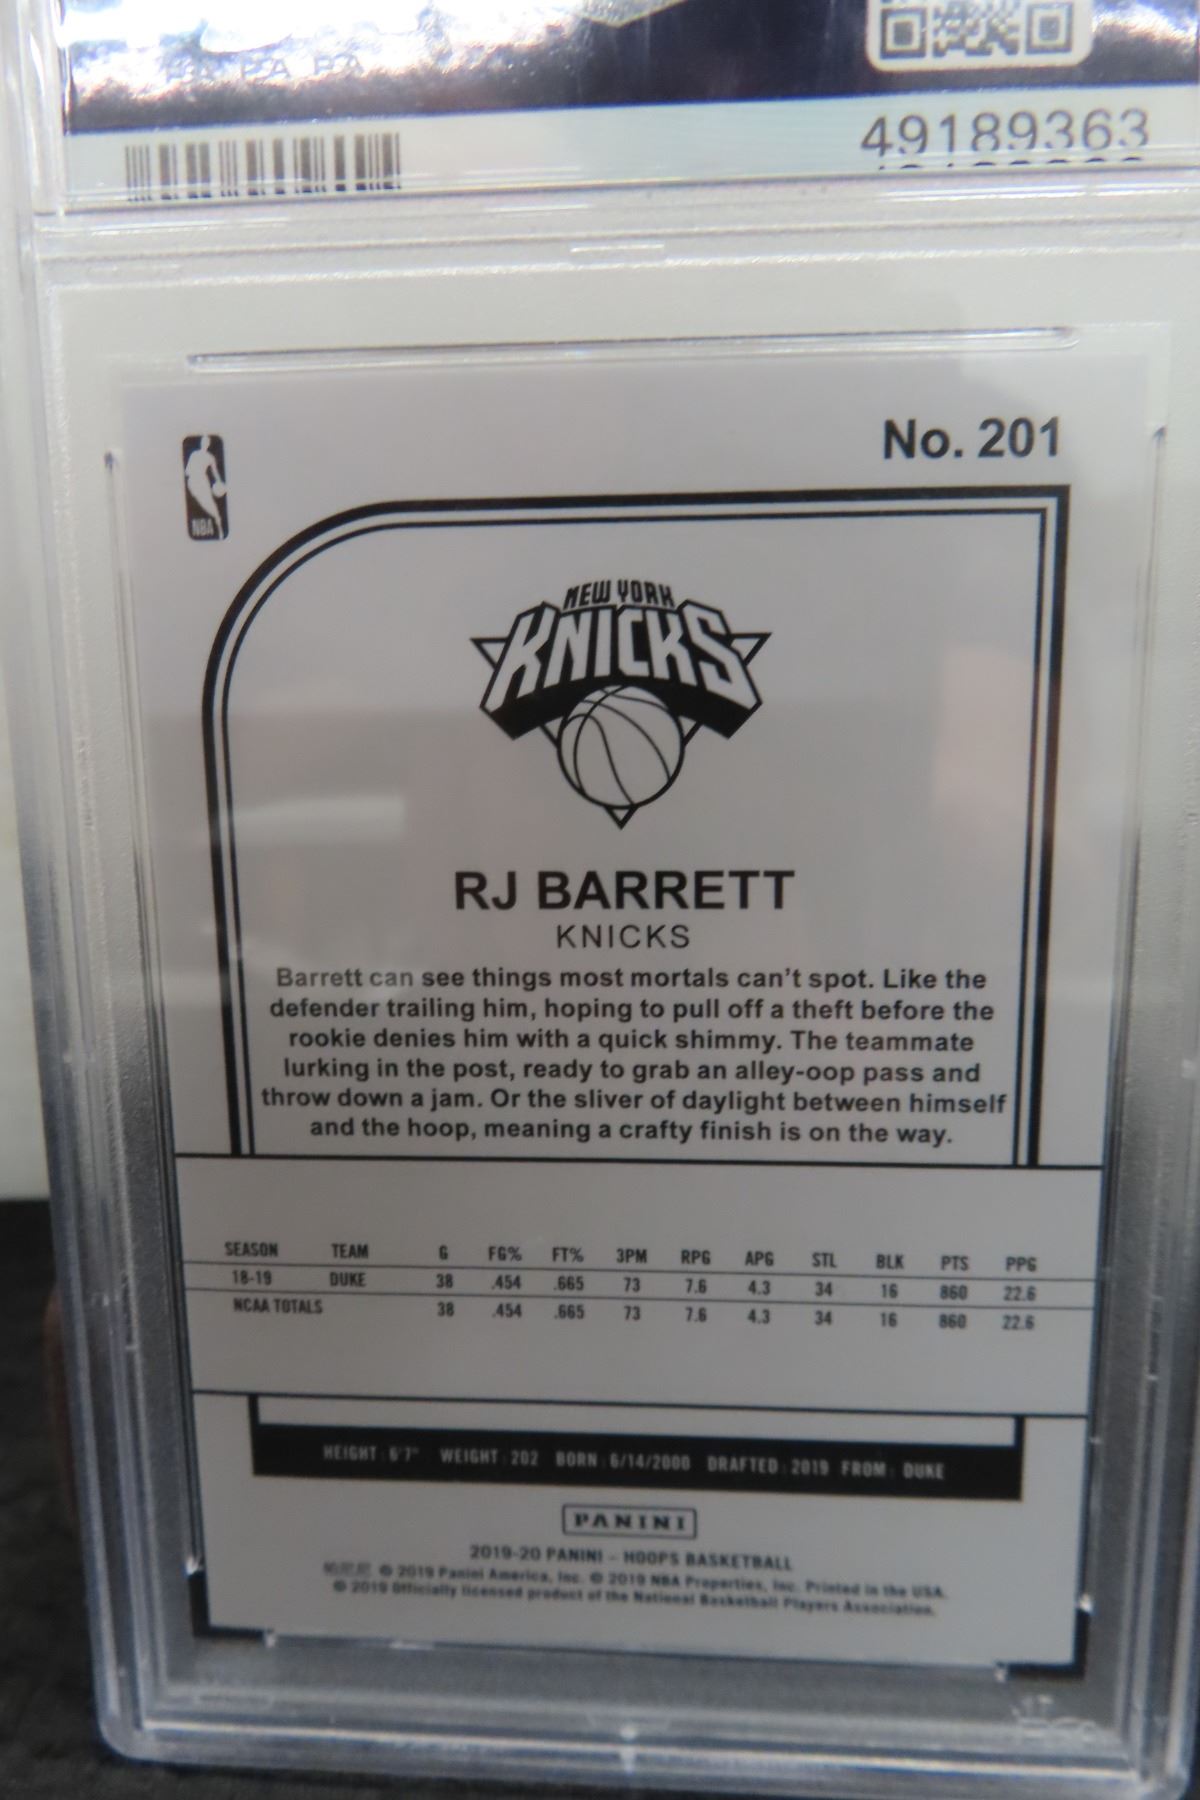 49189363
No. 201
NBA
NEW YORK
KNICKS
RJ BARRETT
KNICKS
Barrett can see things most mortals can't spot. Like the
defender trailing him, hoping to pull off a theft before the
rookie denies him with a quick shimmy. The teammate
lurking in the post, ready to grab an alley-oop pass and
throw down a jam. Or the sliver of daylight between himself
and the hoop, meaning a crafty finish is on the way.
SEASON TEAM G FG% FT% 3PM RPG APG STL BLK PTS PPG
18-19 DUKE 38 .454 .665 73 7.6 4.3 34 16 860 22.6
NCAA TOTALS 38 .454 .665 73 7.6 4.3 34 16 860 22.6
HEIGHT: 6'7" WEIGHT: 202 BORN: 6/14/2000 DRAFTED: 2019 FROM: DUKE
PANINI
2019-20 PANINI – HOOPS BASKETBALL
© 2019 Panini America, Inc. © 2019 NBA Properties, Inc. Printed in the USA.
© 2019 Officially licensed product of the National Basketball Players Association.